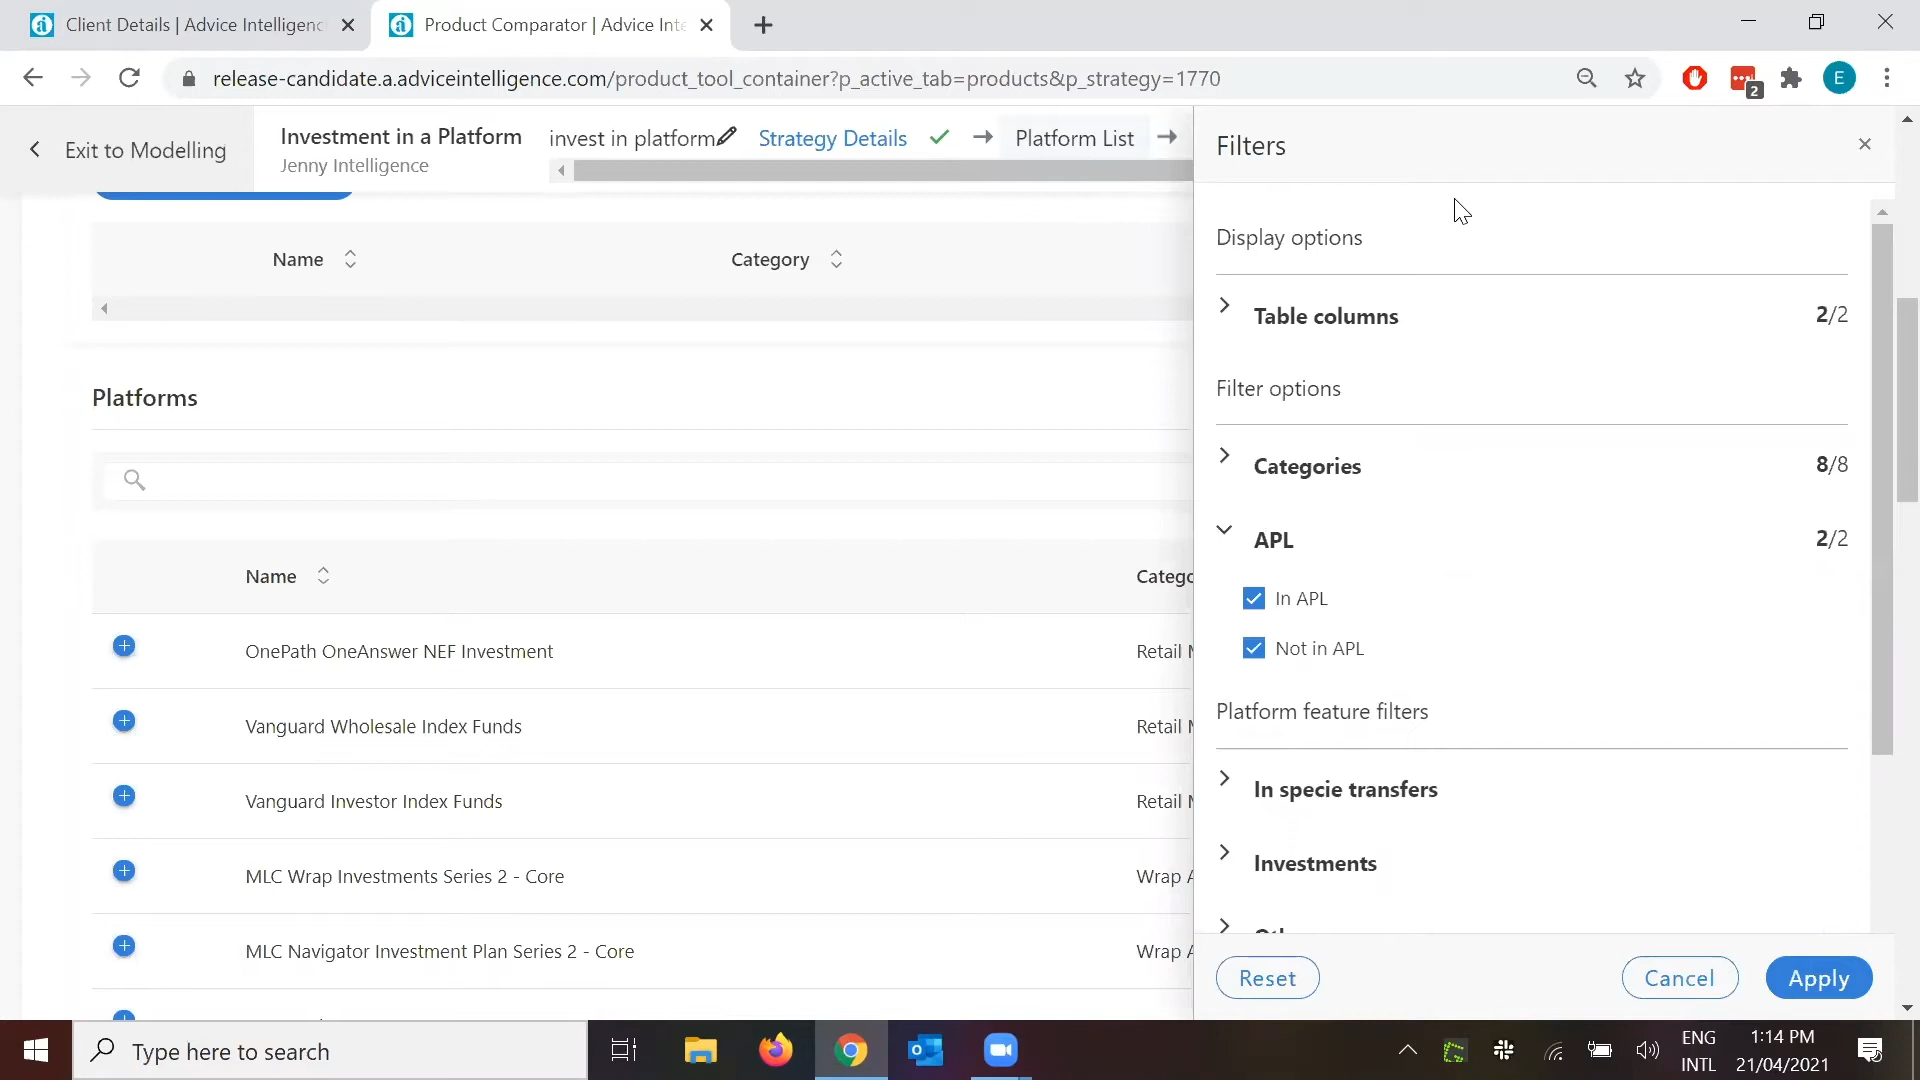 Client Details | Advice Intelligenc
Product Comparator | Advice Inte
release-candidate.a.adviceintelligence.com/product_tool_container?p_active_tab=products&p_strategy=1770
2
E
Exit to Modelling
Investment in a Platform
Jenny Intelligence
invest in platform
Strategy Details
Platform List
Name
Category
Platforms
Name
Catego
OnePath OneAnswer NEF Investment
Retail
Vanguard Wholesale Index Funds
Retail
Vanguard Investor Index Funds
Retail
MLC Wrap Investments Series 2 - Core
Wrap
MLC Navigator Investment Plan Series 2 - Core
Wrap
Filters
Display options
Table columns 2/2
Filter options
Categories 8/8
APL 2/2
In APL
Not in APL
Platform feature filters
In specie transfers
Investments
Reset
Cancel
Apply
Type here to search
ENG
INTL
1:14 PM
21/04/2021